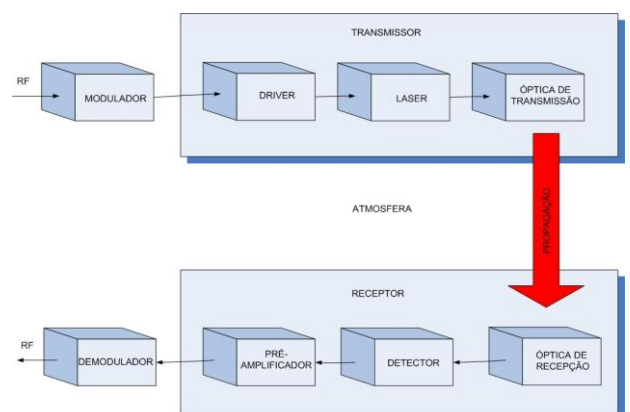 TRANSMISSOR
RF
MODULADOR
DRIVER
LASER
ÓPTICA DE
TRANSMISSÃO
ATMOSFERA
PROPAGAÇÃO
RECEPTOR
RF
DEMODULADOR
PRÉ-
AMPLIFICADOR
DETECTOR
ÓPTICA DE
RECEPÇÃO